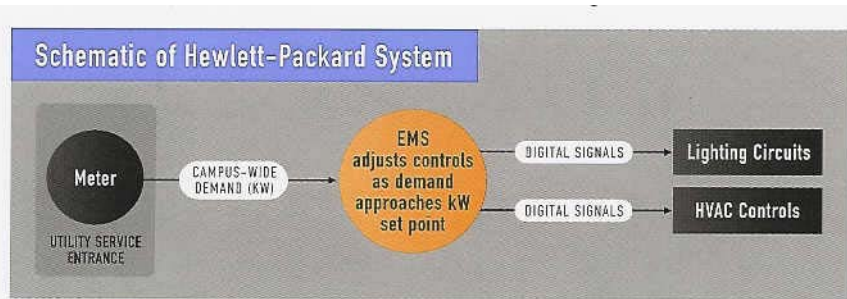 Schematic of Hewlett-Packard System
Meter
UTILITY SERVICE
ENTRANCE
CAMPUS-WIDE
DEMAND (KW)
EMS
adjusts controls
as demand
approaches kW
set point
DIGITAL SIGNALS
Lighting Circuits
DIGITAL SIGNALS
HVAC Controls